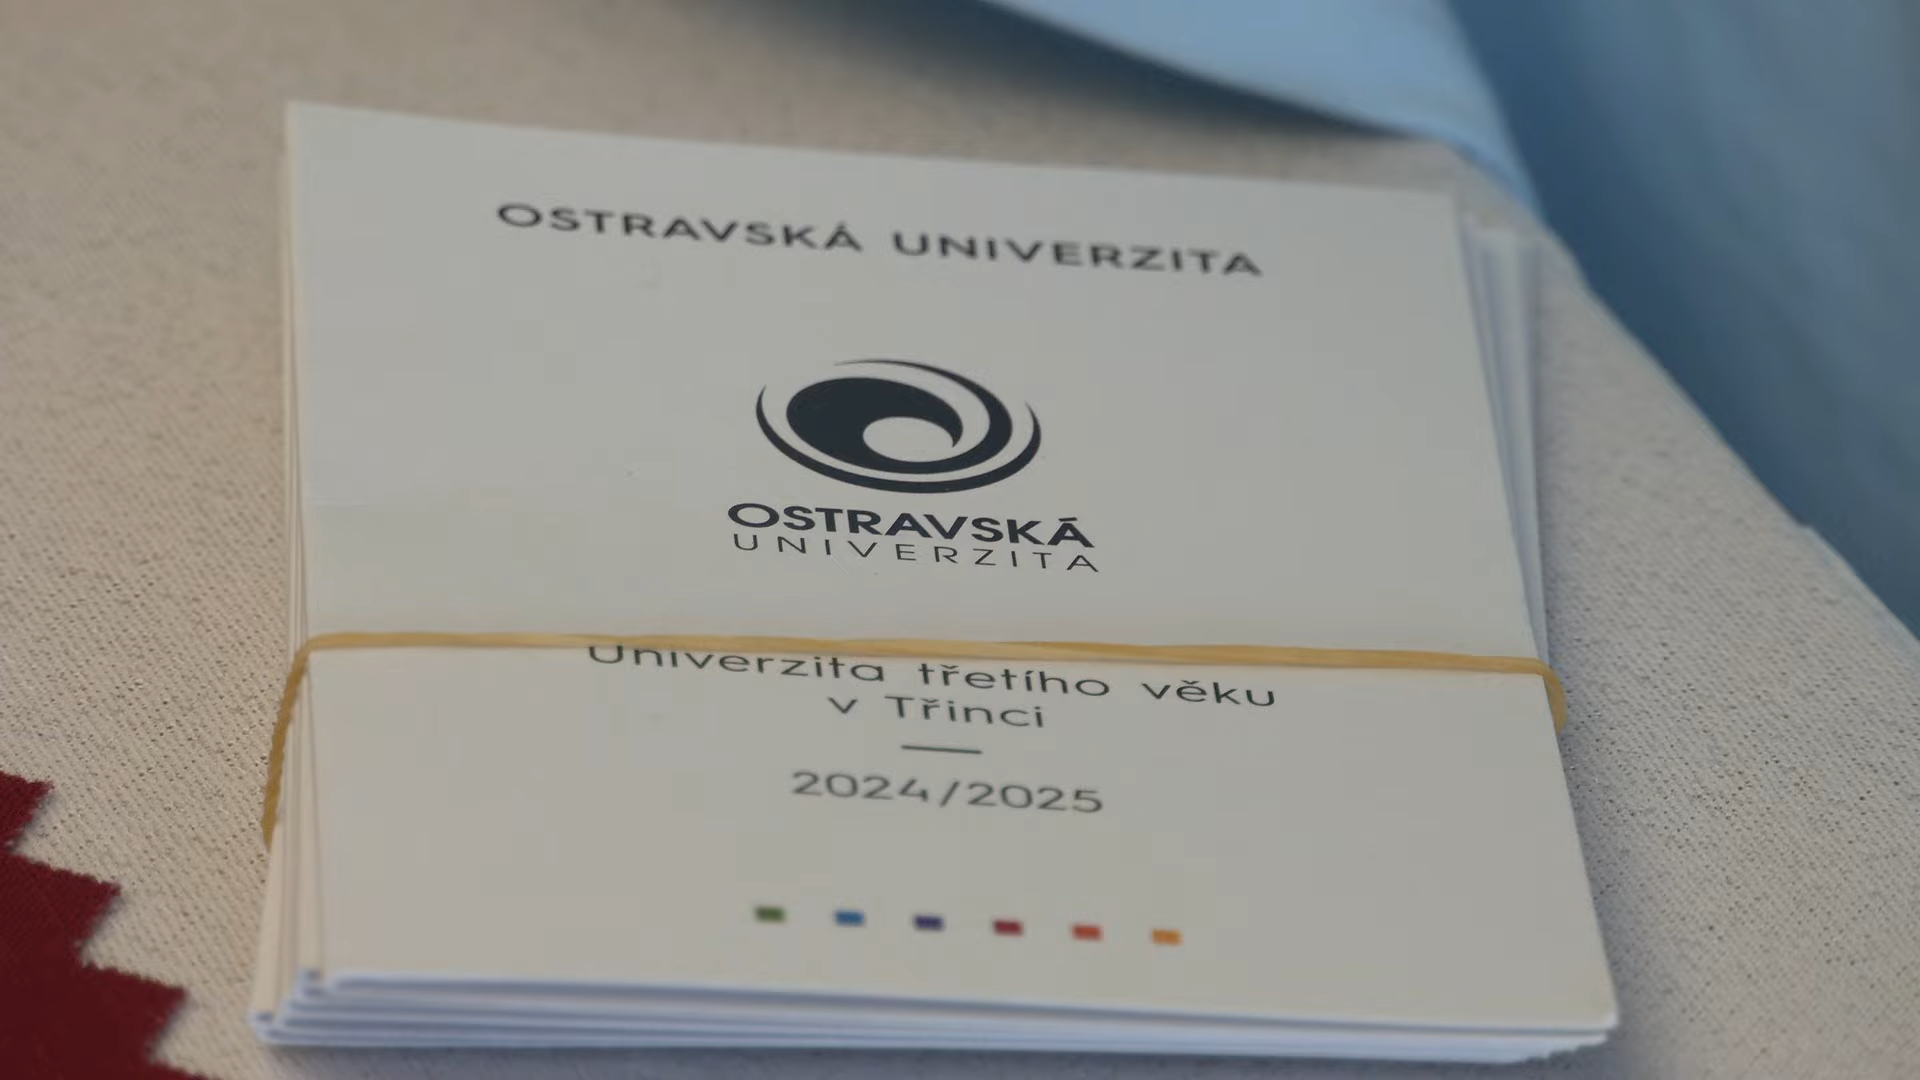 OSTRAVSKÁ UNIVERZITA
OSTRAVSKÁ
UNIVERZITA
Univerzita třetího věku
v Třinci
2024/2025